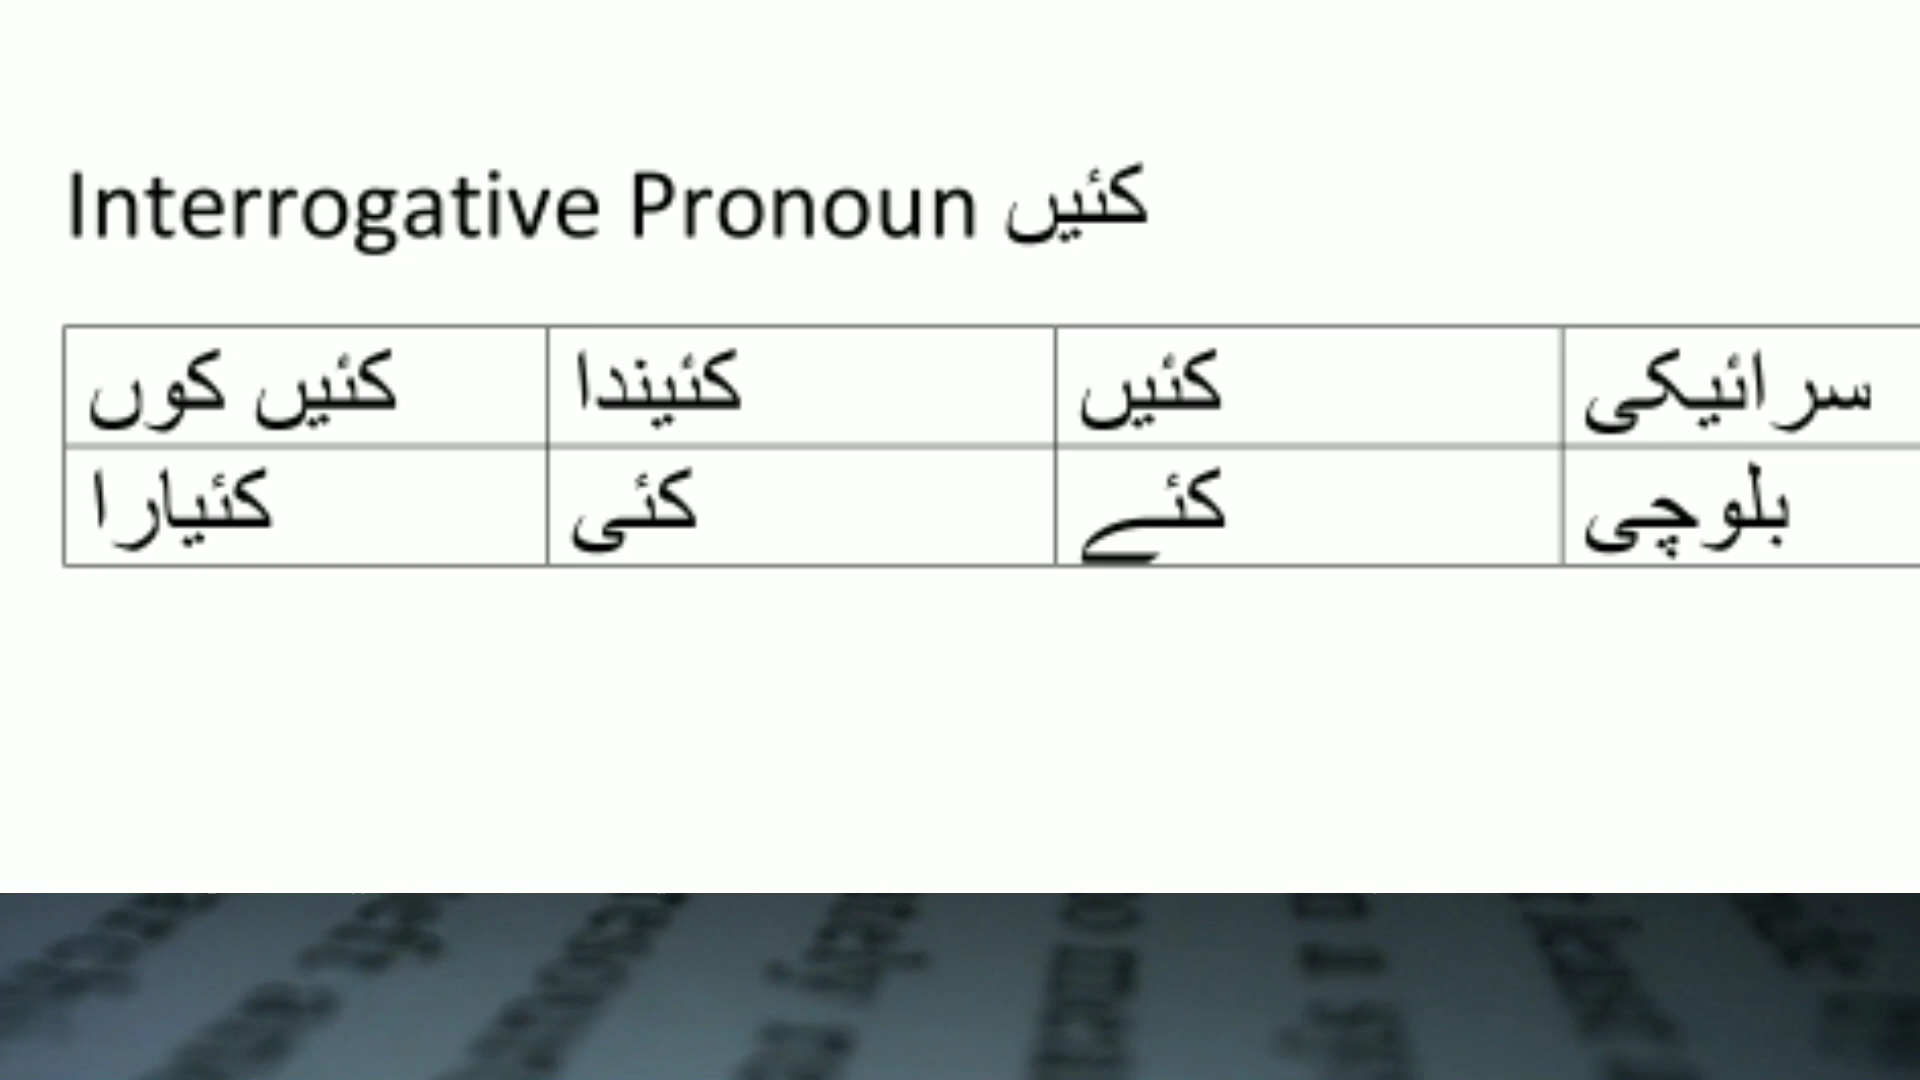 Interrogative Pronoun کئیں
سرائیکی کئیں کئیندا کئیں کوں
بلوچی کئے کئی کئیارا